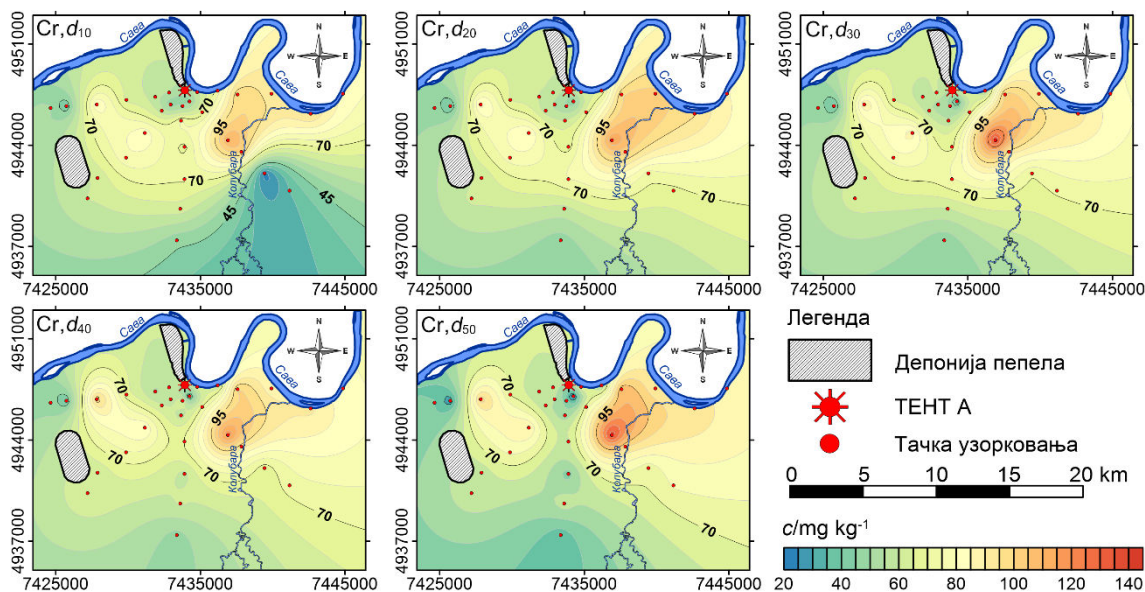 Cr, d10
Сава
N
W E
S
4951000
4944000
4937000
70
70
95
70
70
45
45
Сава
Колубара
7425000 7435000 7445000
Cr, d20
Сава
N
W E
S
4951000
4944000
4937000
70
70
95
70
70
Сава
Колубара
7425000 7435000 7445000
Cr, d30
Сава
N
W E
S
4951000
4944000
4937000
70
70
95
70
70
Сава
Колубара
7425000 7435000 7445000
Cr, d40
Сава
N
W E
S
4951000
4944000
4937000
70
95
70
70
70
Сава
Колубара
7425000 7435000 7445000
Cr, d50
Сава
N
W E
S
4951000
4944000
4937000
70
95
70
70
70
Сава
Колубара
7425000 7435000 7445000
Легенда
Депонија пепела
ТЕНТ А
Тачка узорковања
0 5 10 15 20 km
c/mg kg-1
20 40 60 80 100 120 140